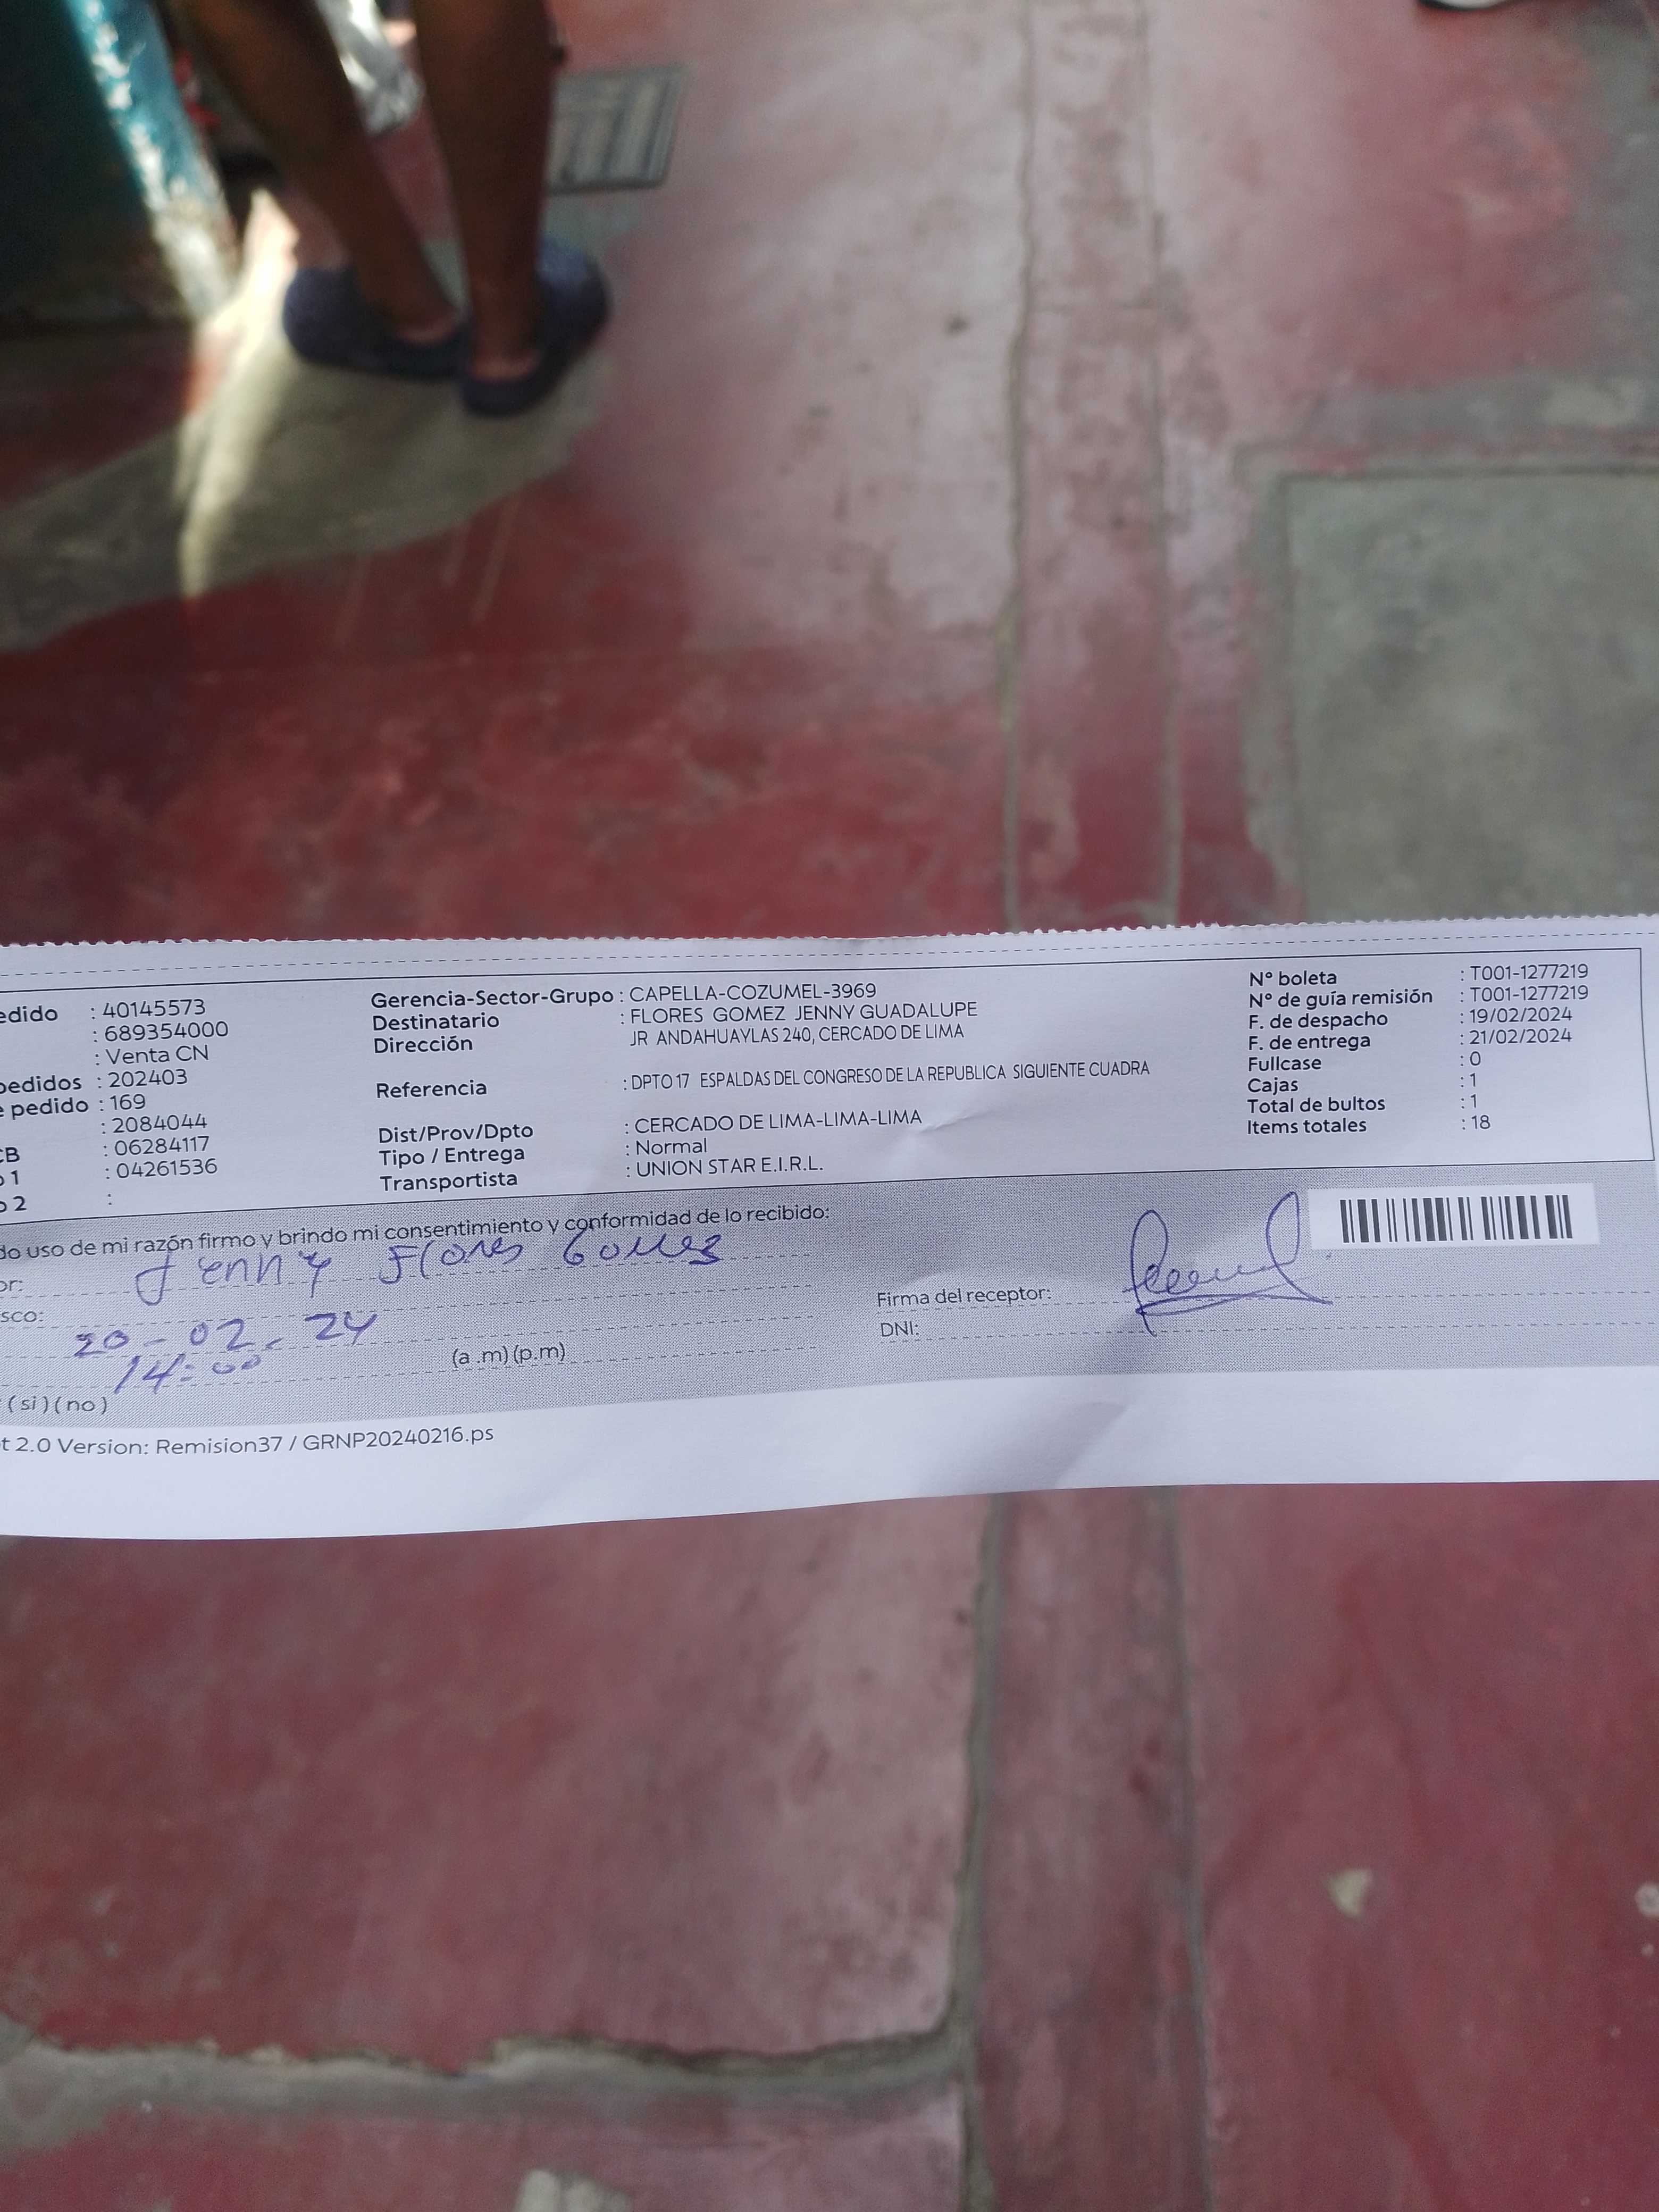 edido : 40145573
: 689354000
: Venta CN
pedidos : 202403
e pedido : 169
: 2084044
CB : 06284117
o 1 : 04261536
o 2 :
Gerencia-Sector-Grupo : CAPELLA-COZUMEL-3969
Destinatario : FLORES GOMEZ JENNY GUADALUPE
Dirección JR ANDAHUAYLAS 240, CERCADO DE LIMA
Referencia : DPTO 17 ESPALDAS DEL CONGRESO DE LA REPUBLICA SIGUIENTE CUADRA
Dist/Prov/Dpto : CERCADO DE LIMA-LIMA-LIMA
Tipo / Entrega : Normal
Transportista : UNION STAR E.I.R.L.
N° boleta : T001-1277219
N° de guía remisión : T001-1277219
F. de despacho : 19/02/2024
F. de entrega : 21/02/2024
Fullcase : 0
Cajas : 1
Total de bultos : 1
Items totales : 18
do uso de mi razón firmo y brindo mi consentimiento y conformidad de lo recibido:
or: Jenny Flores Gomez
sco:
20-02-24
14:00 (a.m)(p.m)
(si)(no)
Firma del receptor:
DNI:
t 2.0 Version: Remision37 / GRNP20240216.ps